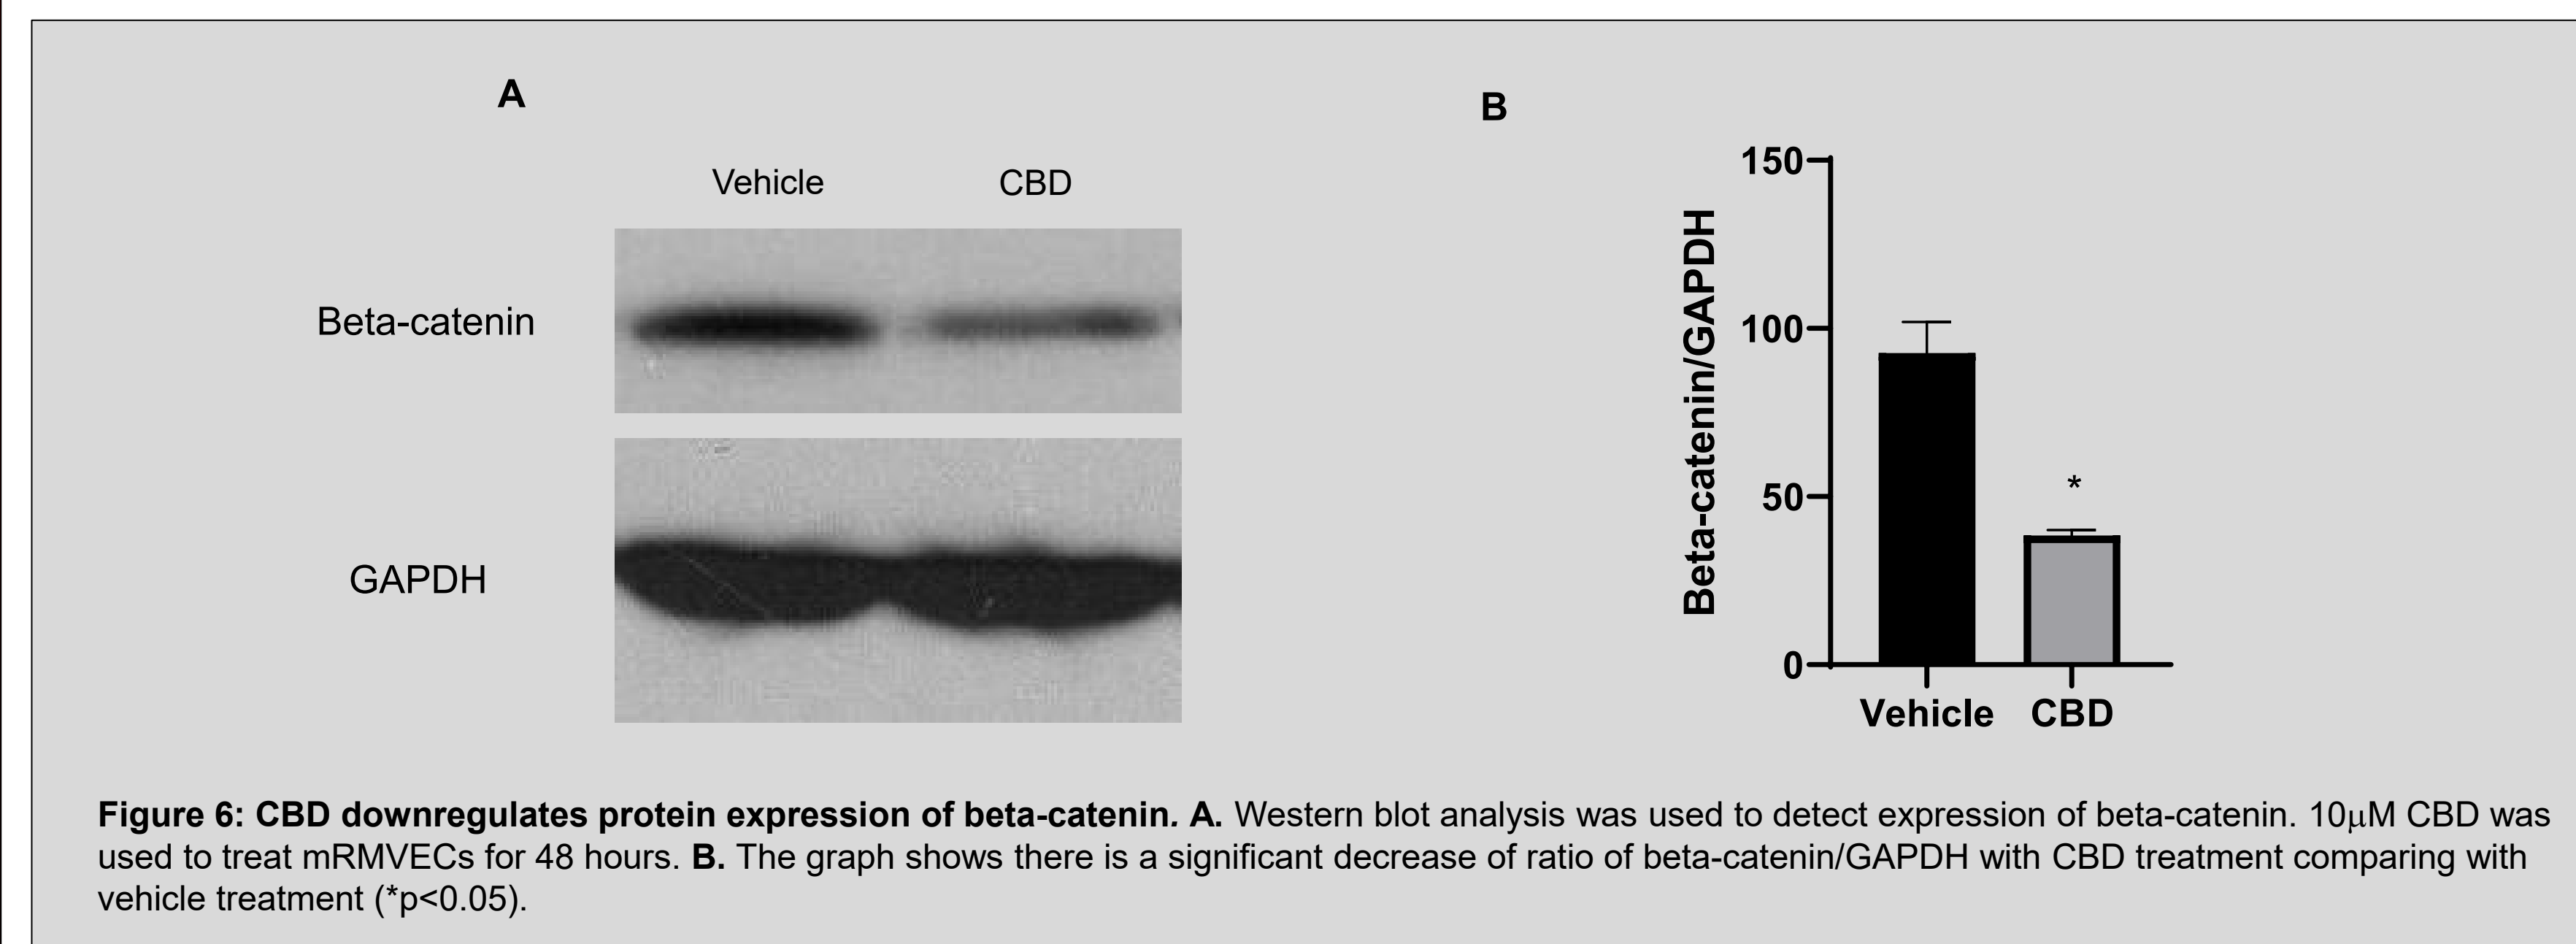 A
B
Vehicle CBD
Beta-catenin
GAPDH
Beta-catenin/GAPDH
150
100
50
0
*
Vehicle CBD
Figure 6: CBD downregulates protein expression of beta-catenin. A. Western blot analysis was used to detect expression of beta-catenin. 10μM CBD was
used to treat mRMVECs for 48 hours. B. The graph shows there is a significant decrease of ratio of beta-catenin/GAPDH with CBD treatment comparing with
vehicle treatment (*p<0.05).